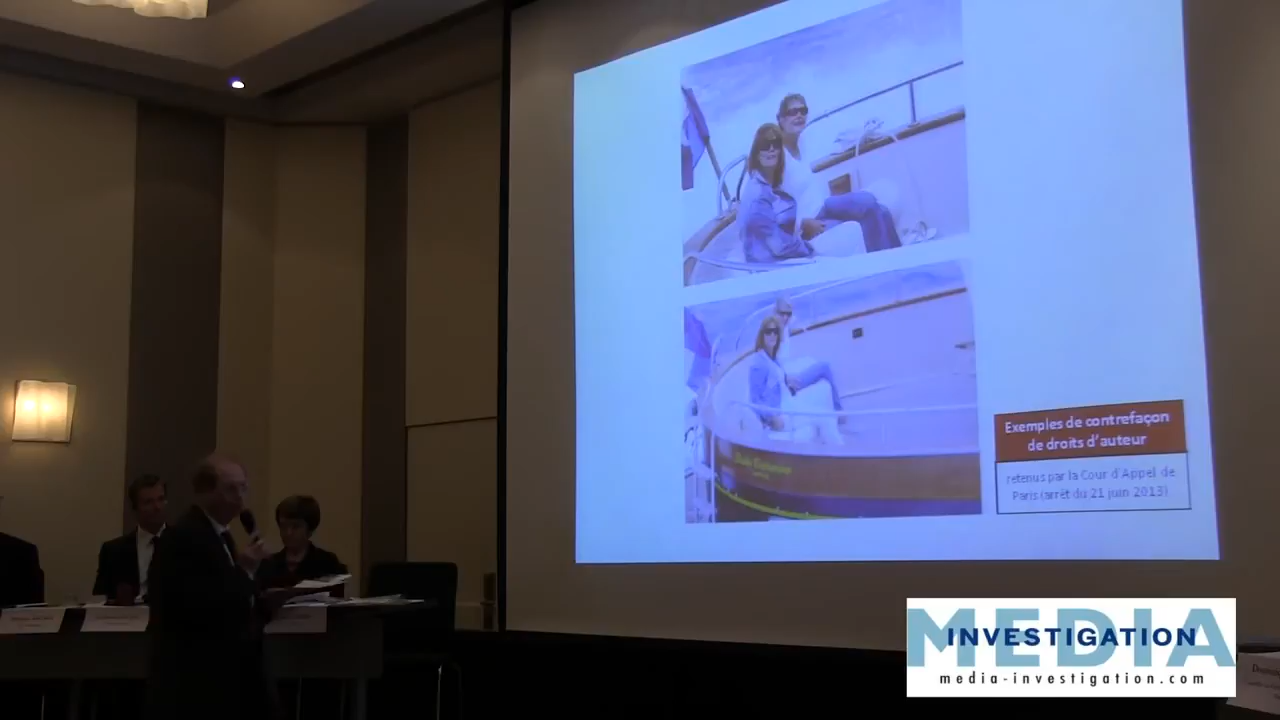 Exemples de contrefaçon
de droits d'auteur
retenus par la Cour d'Appel de
Paris (arrêt du 21 juin 2013)
MEDIA
INVESTIGATION
media-investigation.com